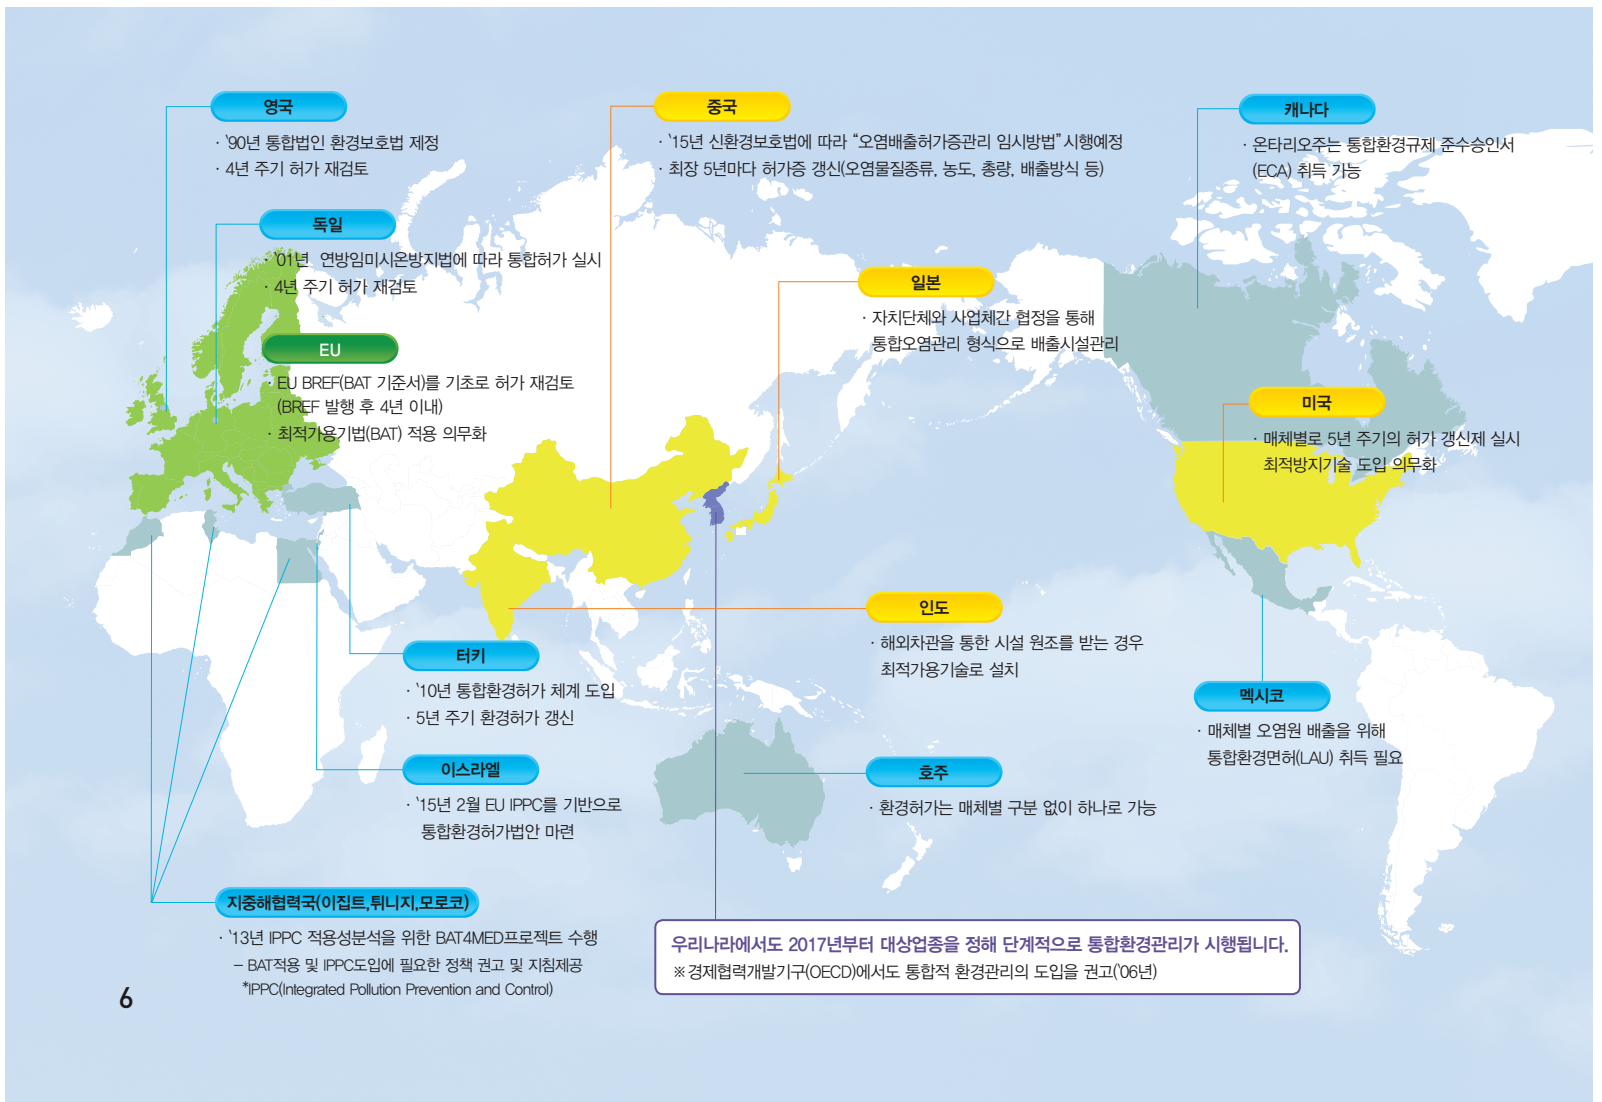 영국
· '90년 통합법인 환경보호법 제정
· 4년 주기 허가 재검토
독일
· '01년 연방임미시온방지법에 따라 통합허가 실시
· 4년 주기 허가 재검토
EU
· EU BREF(BAT 기준서)를 기초로 허가 재검토
(BREF 발행 후 4년 이내)
· 최적가용기법(BAT) 적용 의무화
중국
· '15년 신환경보호법에 따라 “오염배출허가증관리 임시방법” 시행예정
· 최장 5년마다 허가증 갱신(오염물질종류, 농도, 총량, 배출방식 등)
일본
· 자치단체와 사업체간 협정을 통해
통합오염관리 형식으로 배출시설관리
캐나다
· 온타리오주는 통합환경규제 준수승인서
(ECA) 취득 가능
미국
· 매체별로 5년 주기의 허가 갱신제 실시
최적방지기술 도입 의무화
인도
· 해외차관을 통한 시설 원조를 받는 경우
최적가용기술로 설치
터키
· '10년 통합환경허가 체계 도입
· 5년 주기 환경허가 갱신
이스라엘
· '15년 2월 EU IPPC를 기반으로
통합환경허가법안 마련
호주
· 환경허가는 매체별 구분 없이 하나로 가능
멕시코
· 매체별 오염원 배출을 위해
통합환경면허(LAU) 취득 필요
지중해협력국(이집트,튀니지,모로코)
· '13년 IPPC 적용성분석을 위한 BAT4MED프로젝트 수행
– BAT적용 및 IPPC도입에 필요한 정책 권고 및 지침제공
*IPPC(Integrated Pollution Prevention and Control)
우리나라에서도 2017년부터 대상업종을 정해 단계적으로 통합환경관리가 시행됩니다.
※ 경제협력개발기구(OECD)에서도 통합적 환경관리의 도입을 권고('06년)
6